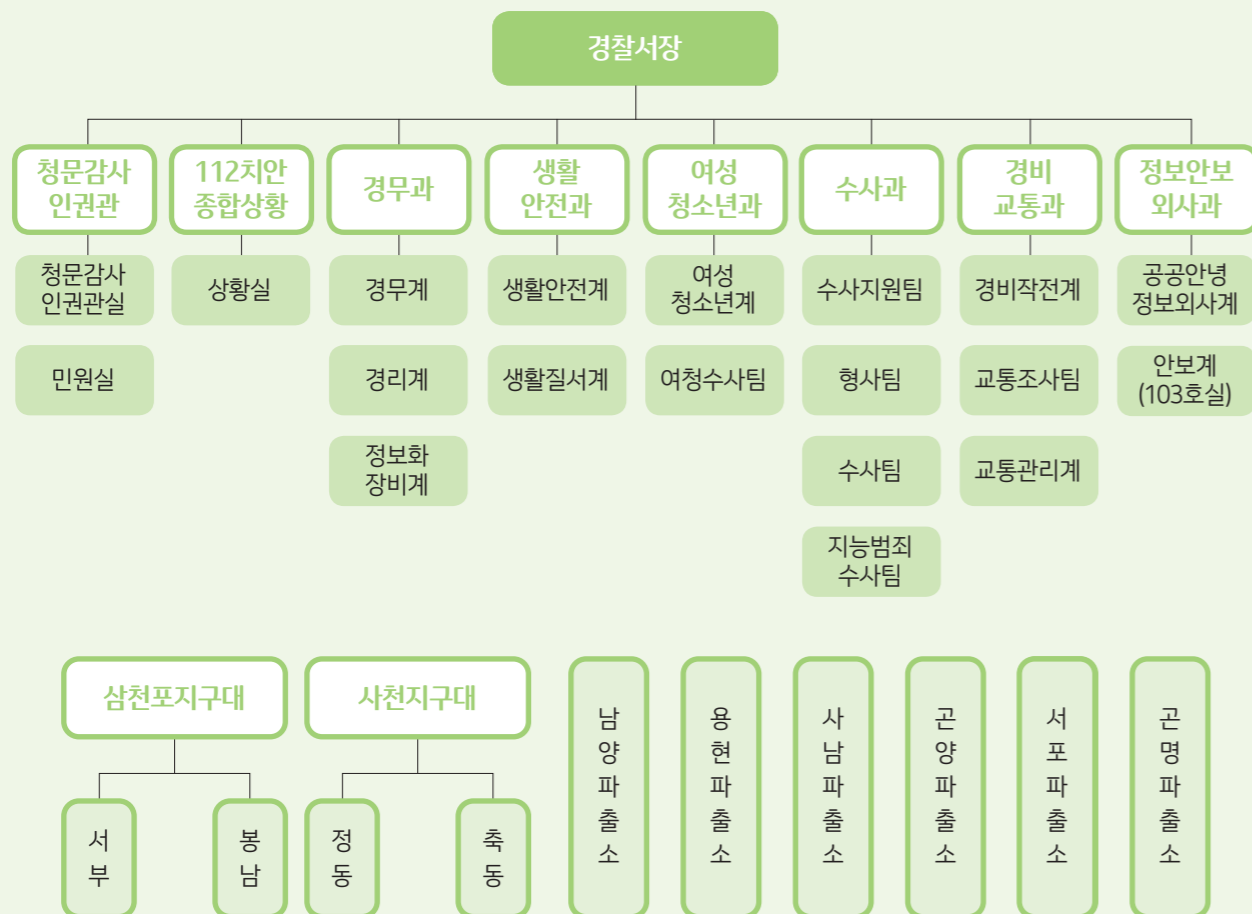 경찰서장
청문감사
인권관
112치안
종합상황
경무과
생활
안전과
여성
청소년과
수사과
경비
교통과
정보안보
외사과
청문감사
인권관실
상황실
경무계
생활안전계
여성
청소년계
수사지원팀
경비작전계
공공안녕
정보외사계
민원실
경리계
생활질서계
여청수사팀
형사팀
교통조사팀
안보계
(103호실)
정보화
장비계
수사팀
교통관리계
지능범죄
수사팀
삼천포지구대
사천지구대
서부
봉남
정동
축동
남양파출소
용현파출소
사남파출소
곤양파출소
서포파출소
곤명파출소